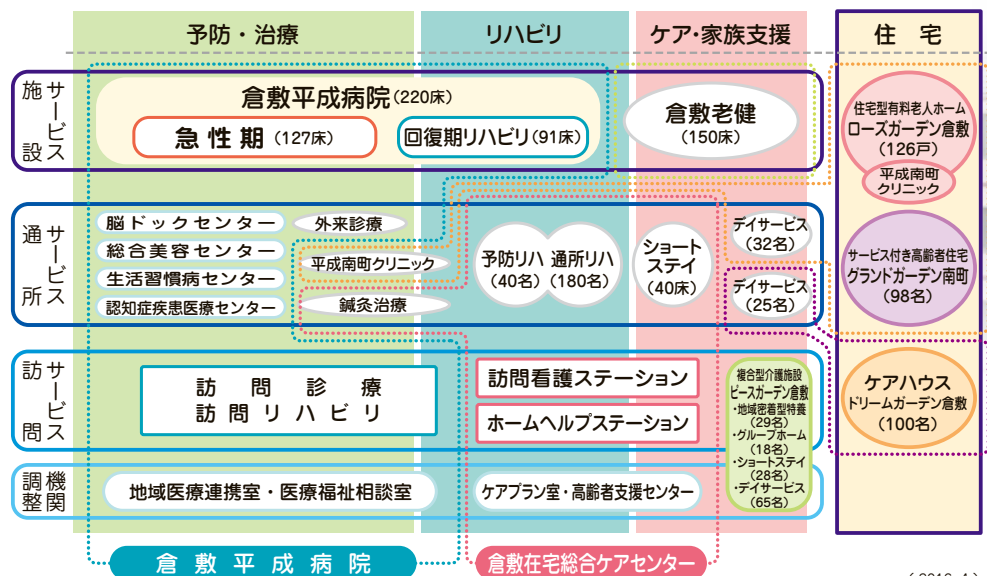 予防・治療
リハビリ
ケア・家族支援
住宅
施設サービス
倉敷平成病院(220床)
急性期(127床)
回復期リハビリ(91床)
倉敷老健
(150床)
住宅型有料老人ホーム
ローズガーデン倉敷
(126戸)
平成南町
クリニック
通所サービス
脳ドックセンター
総合美容センター
生活習慣病センター
認知症疾患医療センター
外来診療
平成南町クリニック
鍼灸治療
予防リハ
(40名)
通所リハ
(180名)
ショート
ステイ
(40床)
デイサービス
(32名)
デイサービス
(25名)
サービス付き高齢者住宅
グランドガーデン南町
(98名)
訪問サービス
訪問診療
訪問リハビリ
訪問看護ステーション
ホームヘルプステーション
複合型介護施設
ピースガーデン倉敷
・地域密着型特養
(29名)
・グループホーム
(18名)
・ショートステイ
(28名)
・デイサービス
(65名)
ケアハウス
ドリームガーデン倉敷
(100名)
調整機関
地域医療連携室・医療福祉相談室
ケアプラン室・高齢者支援センター
倉敷平成病院
倉敷在宅総合ケアセンター